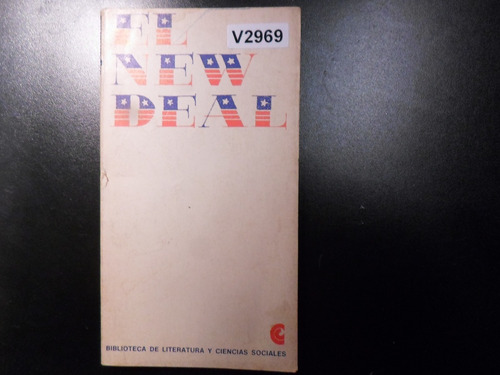 EL
V2969
NEW
DEAL
BIBLIOTECA DE LITERATURA Y CIENCIAS SOCIALES